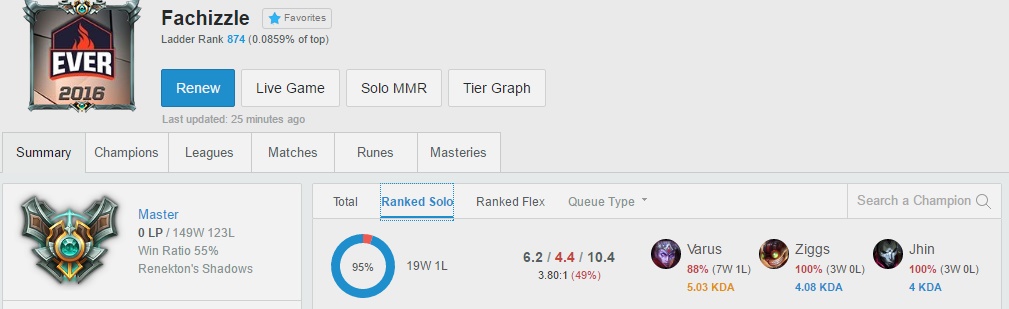 Fachizzle
Favorites
Ladder Rank 874 (0.0859% of top)
EVER
2016
Renew
Live Game
Solo MMR
Tier Graph
Last updated: 25 minutes ago
Summary
Champions
Leagues
Matches
Runes
Masteries
Master
0 LP / 149W 123L
Win Ratio 55%
Renekton's Shadows
Total
Ranked Solo
Ranked Flex
Queue Type
Search a Champion
95%
19W 1L
6.2 / 4.4 / 10.4
3.80:1 (49%)
Varus
88% (7W 1L)
5.03 KDA
Ziggs
100% (3W 0L)
4.08 KDA
Jhin
100% (3W 0L)
4 KDA